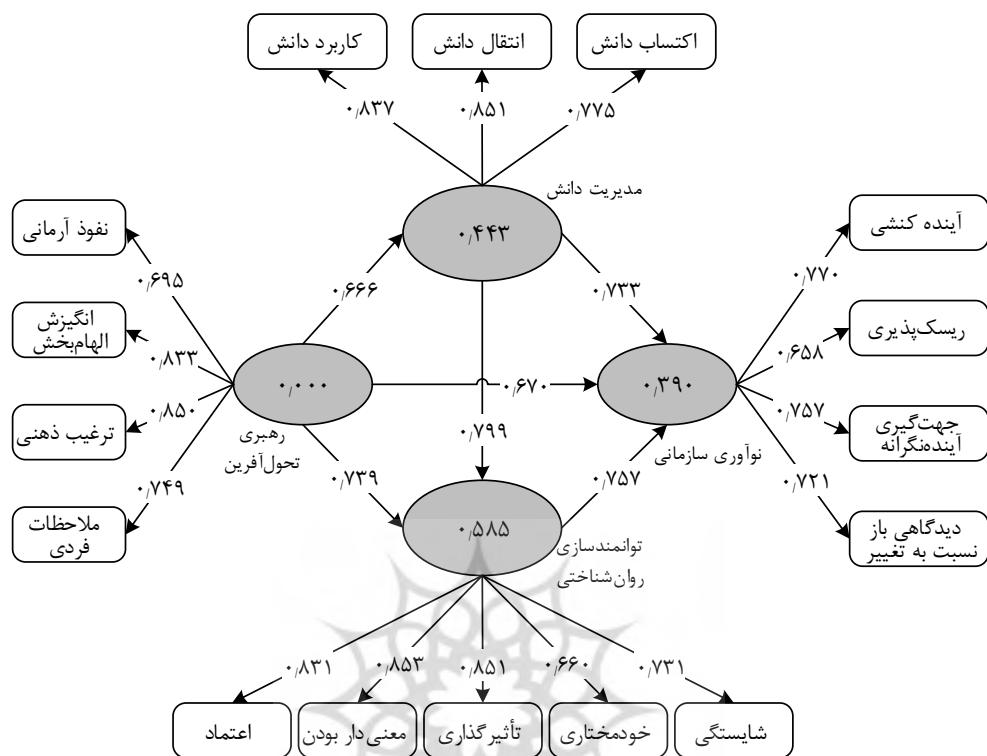 اکتساب دانش
انتقال دانش
کاربرد دانش
۰٫۷۷۵
۰٫۸۵۱
۰٫۸۳۷
مدیریت دانش
۰٫۴۴۳
آینده کنشی
نفوذ آرمانی
۰٫۷۷۰
۰٫۶۹۵
۰٫۷۳۳
۰٫۶۶۶
ریسک‌پذیری
انگیزش
الهام‌بخش
۰٫۶۵۸
۰٫۸۳۳
۰٫۳۹۰
۰٫۶۷۰
۰٫۰۰۰
۰٫۷۵۷
۰٫۸۵۰
جهت‌گیری
آینده‌نگرانه
ترغیب ذهنی
نوآوری سازمانی
۰٫۷۹۹
رهبری
تحول‌آفرین
۰٫۷۲۱
۰٫۷۵۷
۰٫۷۳۹
۰٫۷۴۹
دیدگاهی باز
نسبت به تغییر
ملاحظات
فردی
۰٫۵۸۵
توانمندسازی
روان‌شناختی
۰٫۷۳۱
۰٫۶۶۰
۰٫۸۵۱
۰٫۸۵۳
۰٫۸۳۱
شایستگی
خودمختاری
تأثیرگذاری
معنی‌دار بودن
اعتماد